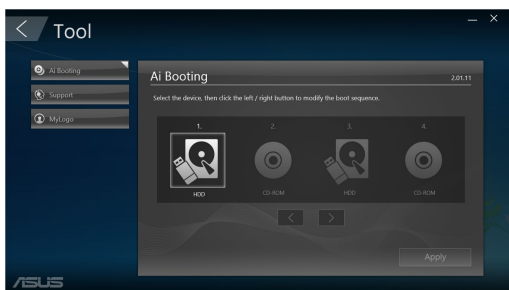 Tool
Ai Booting
Support
MyLogo
Ai Booting
2.01.11
Select the device, then click the left / right button to modify the boot sequence.
1.
2.
3.
4.
HDD
CD-ROM
HDD
CD-ROM
Apply
ASUS